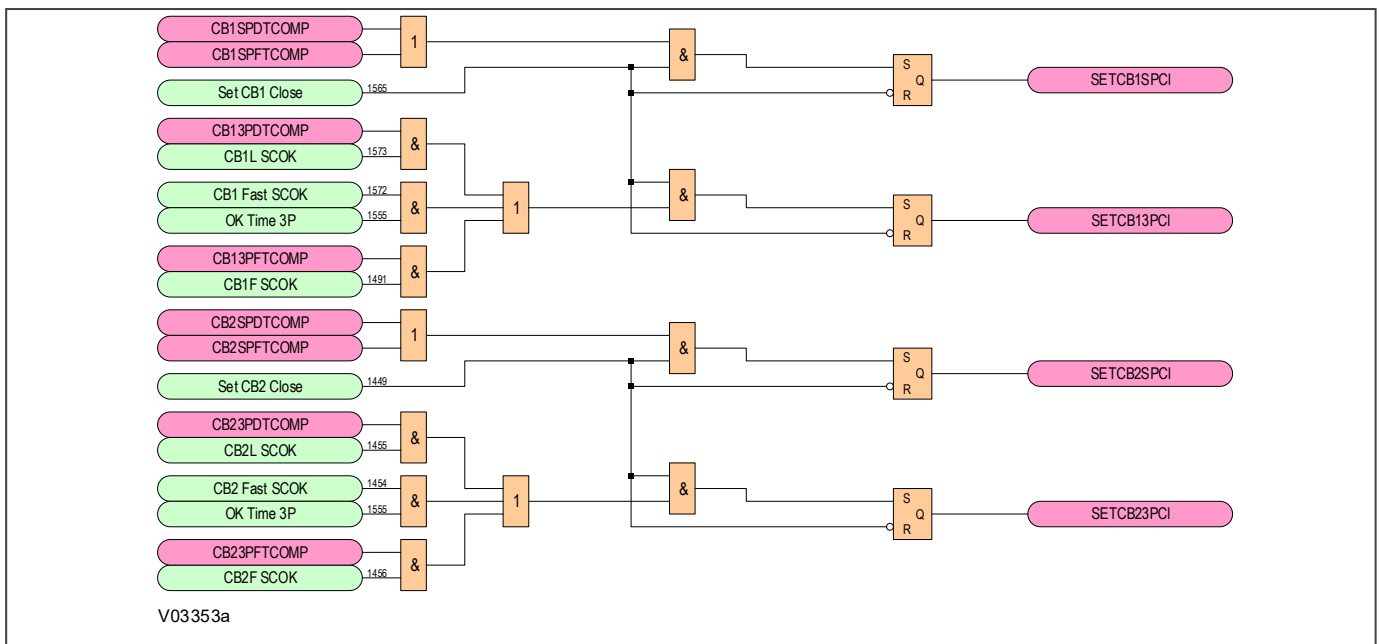 CB1SPDTCOMP
1
CB1SPFTCOMP
&
S
Q
R
SETCB1SPCI
Set CB1 Close
1565
CB13PDTCOMP
&
CB1L SCOK
1573
CB1 Fast SCOK
1572
&
OK Time 3P
1555
1
&
S
Q
R
SETCB13PCI
CB13PFTCOMP
&
CB1F SCOK
1491
CB2SPDTCOMP
1
CB2SPFTCOMP
&
S
Q
R
SETCB2SPCI
Set CB2 Close
1449
CB23PDTCOMP
&
CB2L SCOK
1455
CB2 Fast SCOK
1454
&
OK Time 3P
1555
1
&
S
Q
R
SETCB23PCI
CB23PFTCOMP
&
CB2F SCOK
1456
V03353a